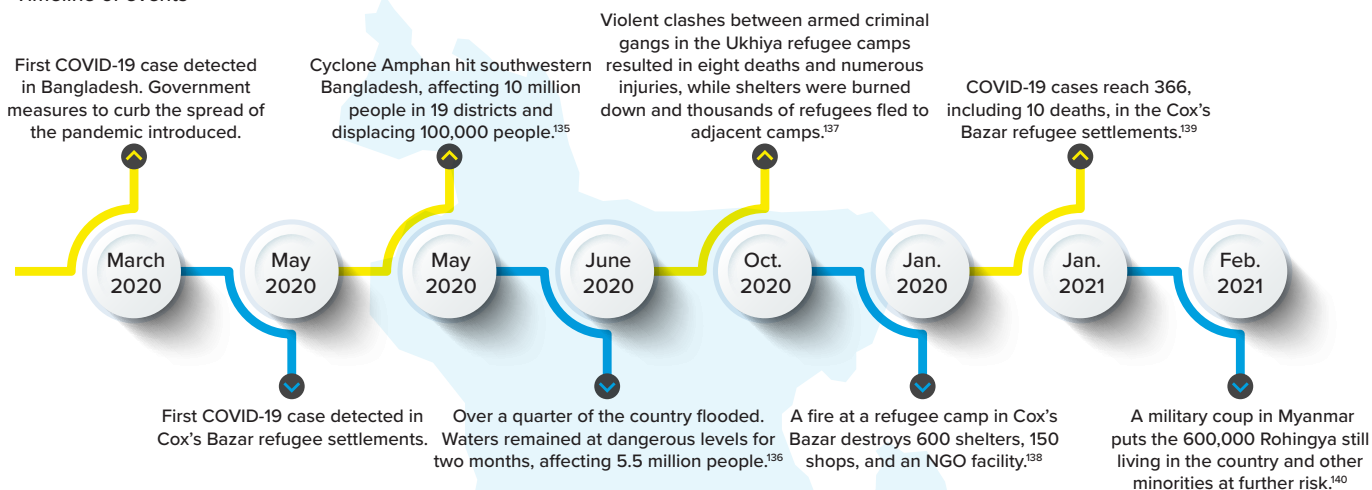 First COVID-19 case detected
in Bangladesh. Government
measures to curb the spread of
the pandemic introduced.
Cyclone Amphan hit southwestern
Bangladesh, affecting 10 million
people in 19 districts and
displacing 100,000 people.¹³⁵
Violent clashes between armed criminal
gangs in the Ukhiya refugee camps
resulted in eight deaths and numerous
injuries, while shelters were burned
down and thousands of refugees fled to
adjacent camps.¹³⁷
COVID-19 cases reach 366,
including 10 deaths, in the Cox's
Bazar refugee settlements.¹³⁹
March
2020
May
2020
May
2020
June
2020
Oct.
2020
Jan.
2020
Jan.
2021
Feb.
2021
First COVID-19 case detected in
Cox's Bazar refugee settlements.
Over a quarter of the country flooded.
Waters remained at dangerous levels for
two months, affecting 5.5 million people.¹³⁶
A fire at a refugee camp in Cox's
Bazar destroys 600 shelters, 150
shops, and an NGO facility.¹³⁸
A military coup in Myanmar
puts the 600,000 Rohingya still
living in the country and other
minorities at further risk.¹⁴⁰